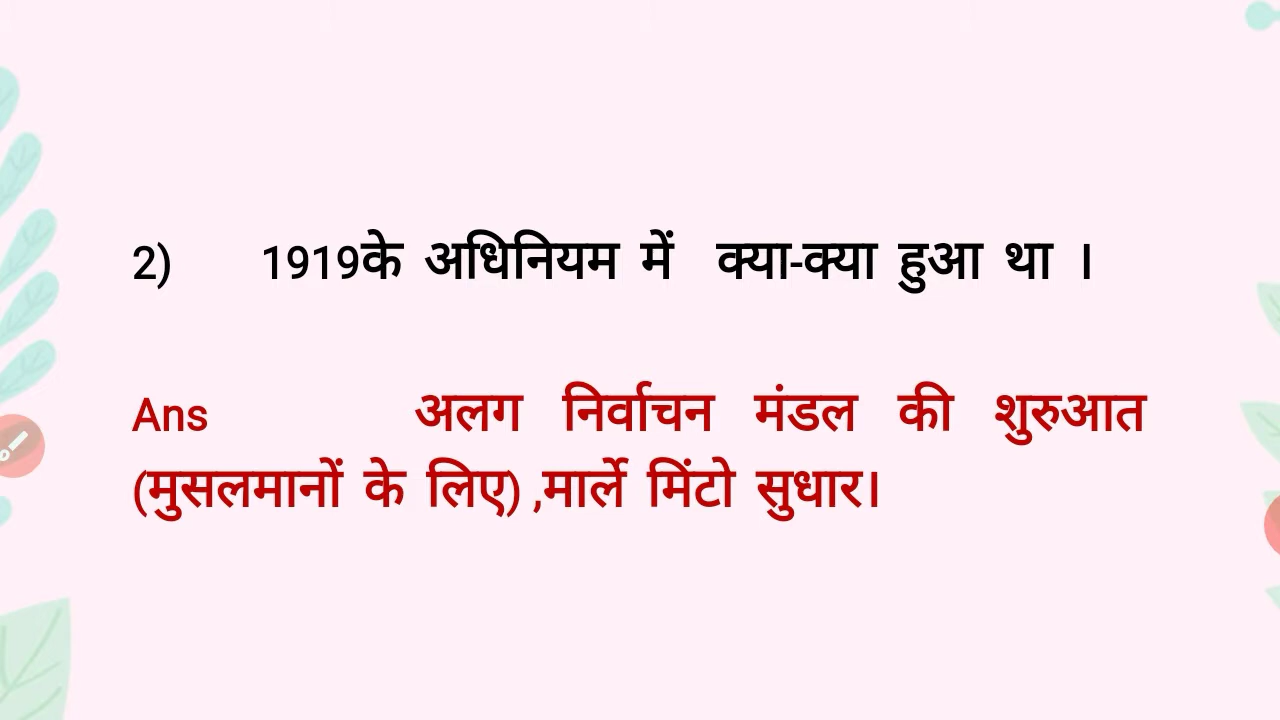 2) 1919के अधिनियम में क्या-क्या हुआ था ।
Ans अलग निर्वाचन मंडल की शुरुआत
(मुसलमानों के लिए) ,मार्ले मिंटो सुधार।